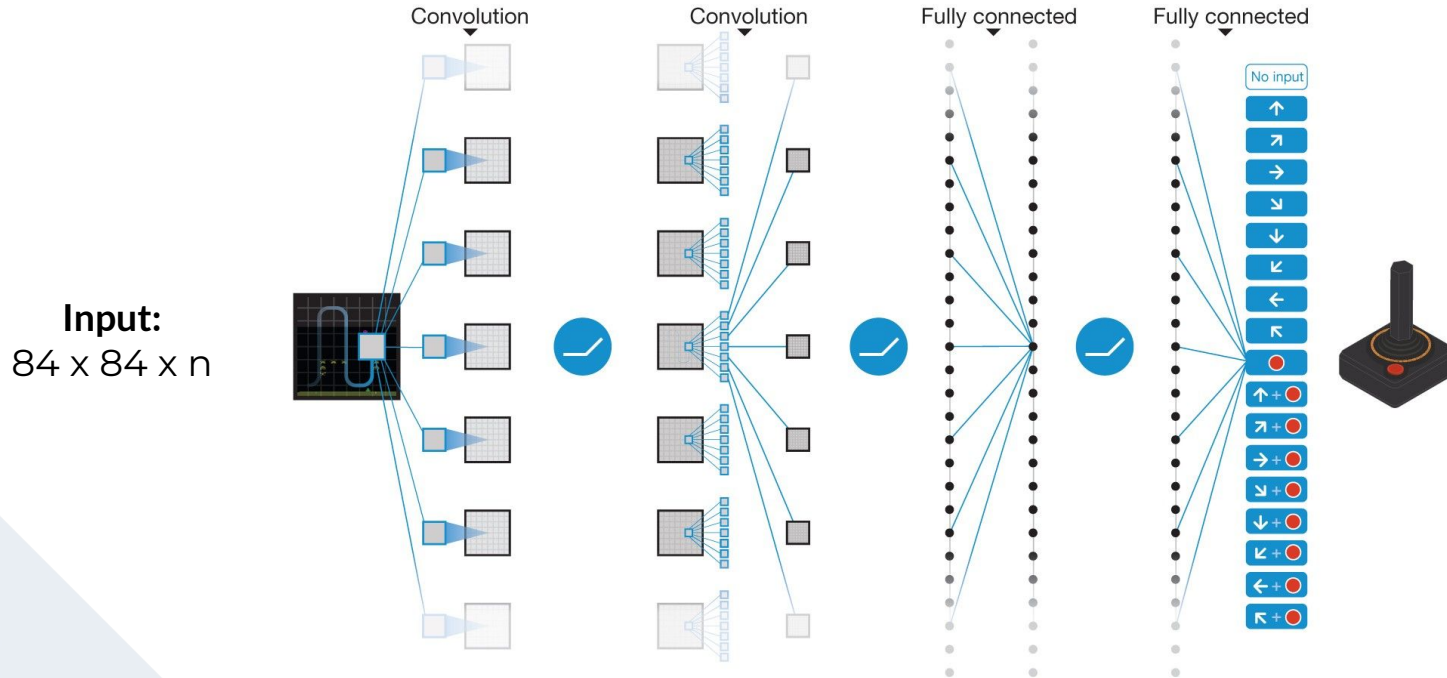 Convolution
Convolution
Fully connected
Fully connected
No input
↑
↗
→
↘
↓
↙
←
↖
↑ +
↗ +
→ +
↘ +
↓ +
↙ +
← +
↖ +
Input:
84 x 84 x n